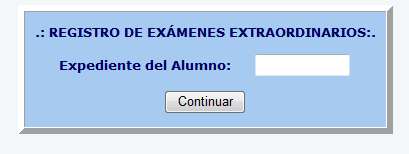 .: REGISTRO DE EXÁMENES EXTRAORDINARIOS:.
Expediente del Alumno:
Continuar